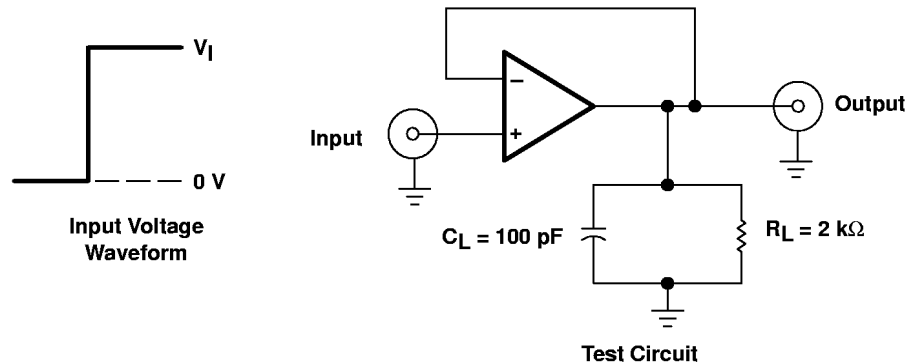 V_I
0 V
Input Voltage
Waveform
Input
−
+
Output
C_L = 100 pF
R_L = 2 kΩ
Test Circuit